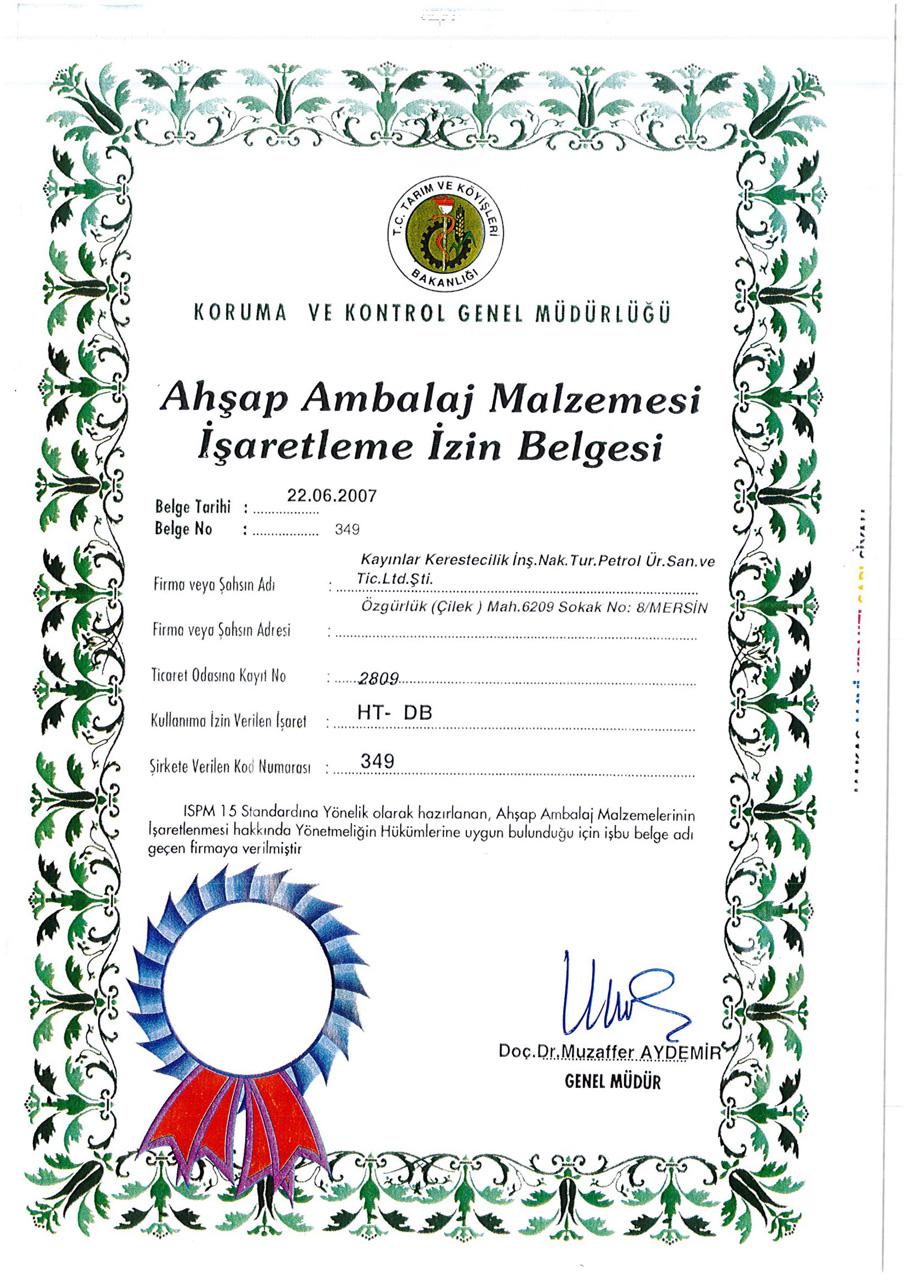 T.C. TARIM VE KÖYİŞLERİ
BAKANLIĞI
KORUMA VE KONTROL GENEL MÜDÜRLÜĞÜ
Ahşap Ambalaj Malzemesi
İşaretleme İzin Belgesi
Belge Tarihi : 22.06.2007
Belge No : 349
Kayınlar Kerestecilik İnş.Nak.Tur.Petrol Ür.San.ve
Firma veya Şahsın Adı : Tic.Ltd.Şti.
Özgürlük (Çilek ) Mah.6209 Sokak No: 8/MERSİN
Firma veya Şahsın Adresi :
Ticaret Odasına Kayıt No : 2809
Kullanıma İzin Verilen İşaret : HT- DB
Şirkete Verilen Kod Numarası : 349
ISPM 15 Standardına Yönelik olarak hazırlanan, Ahşap Ambalaj Malzemelerinin
İşaretlenmesi hakkında Yönetmeliğin Hükümlerine uygun bulunduğu için işbu belge adı
geçen firmaya verilmiştir
Doç.Dr.Muzaffer AYDEMİR
GENEL MÜDÜR